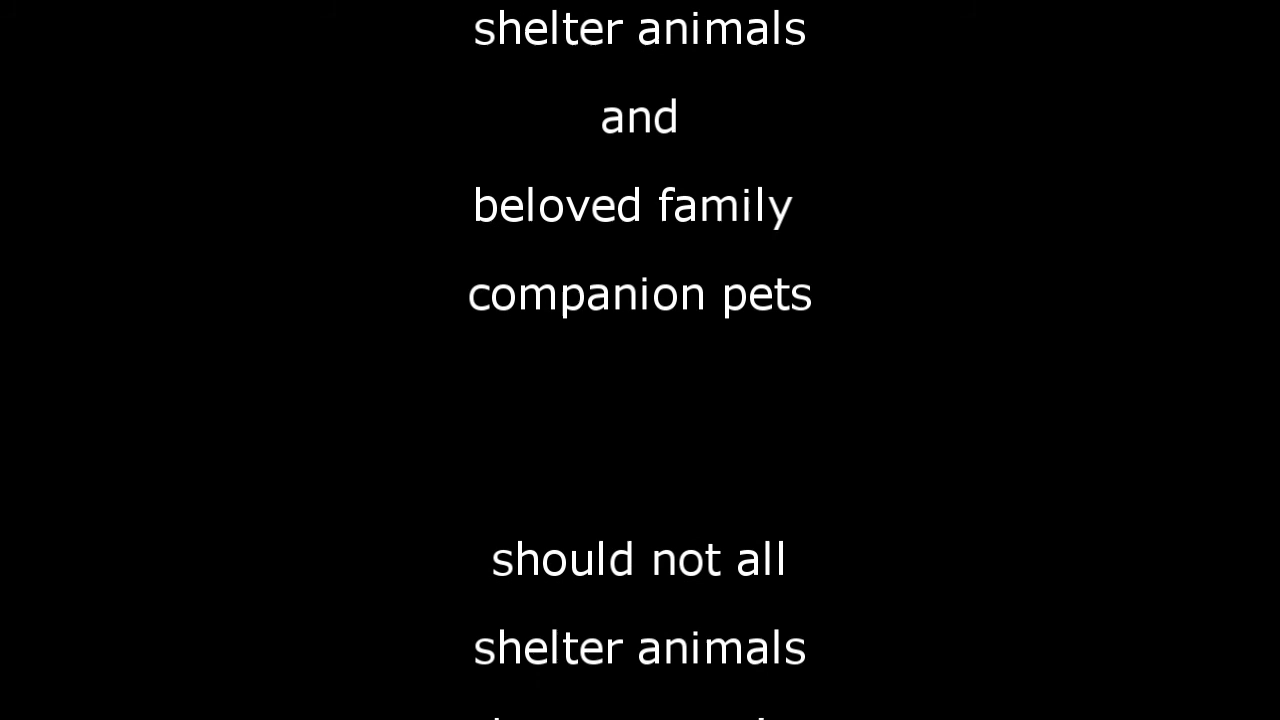 shelter animals
and
beloved family
companion pets
should not all
shelter animals